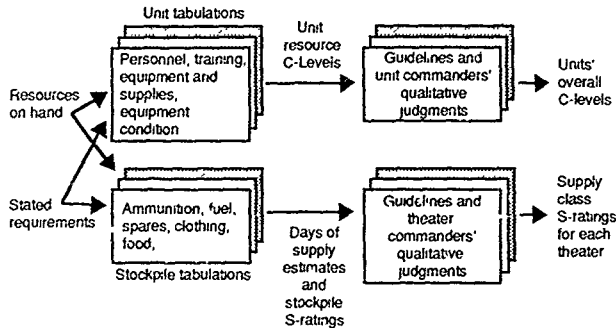 Unit tabulations
Personnel, training,
equipment and
supplies,
equipment
condition
Unit
resource
C-Levels
Guidelines and
unit commanders'
qualitative
judgments
Units'
overall
C-levels
Resources
on hand
Stated
requirements
Ammunition, fuel,
spares, clothing,
food,
Stockpile tabulations
Days of
supply
estimates
and
stockpile
S-ratings
Guidelines and
theater
commanders'
qualitative
judgments
Supply
class
S-ratings
for each
theater